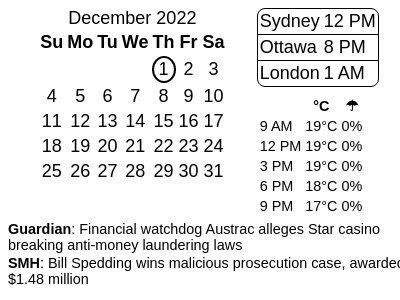 December 2022
Su Mo Tu We Th Fr Sa
1 2 3
4 5 6 7 8 9 10
11 12 13 14 15 16 17
18 19 20 21 22 23 24
25 26 27 28 29 30 31
Sydney 12 PM
Ottawa 8 PM
London 1 AM
°C ☂
9 AM 19°C 0%
12 PM 19°C 0%
3 PM 19°C 0%
6 PM 18°C 0%
9 PM 17°C 0%
Guardian: Financial watchdog Austrac alleges Star casino
breaking anti-money laundering laws
SMH: Bill Spedding wins malicious prosecution case, awarded
$1.48 million